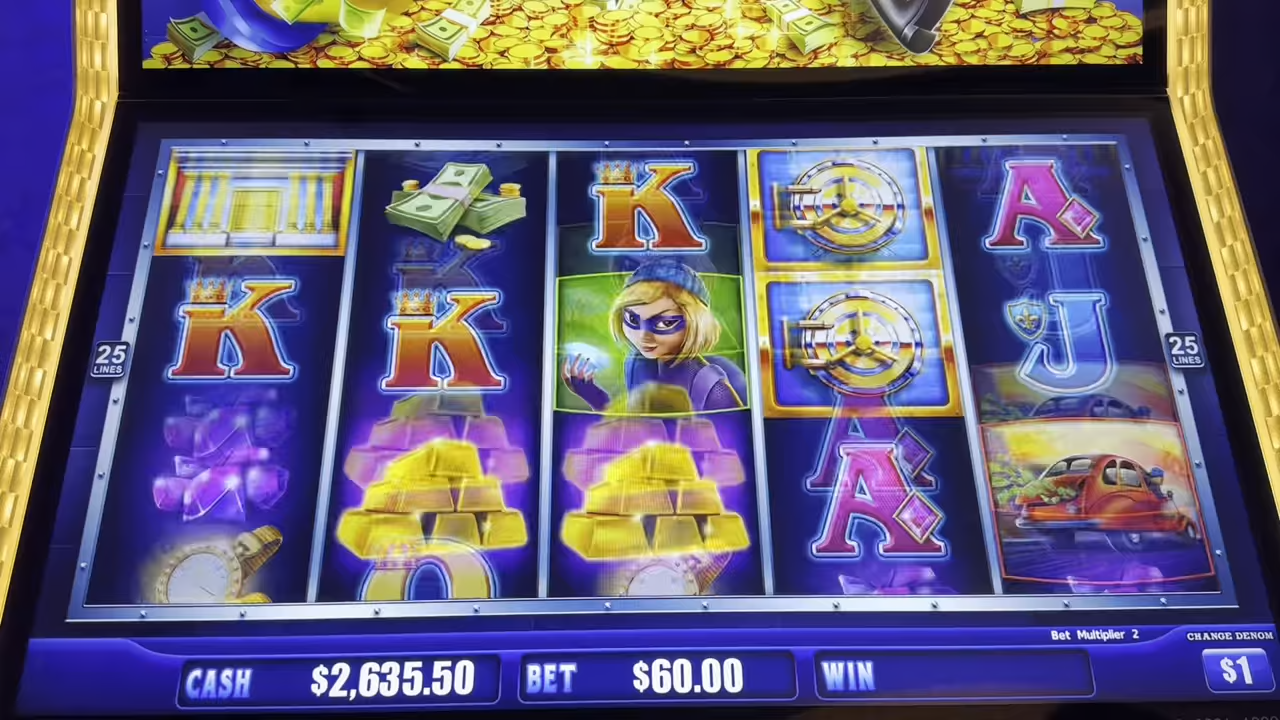 K A
K K J
25 LINES
25 LINES
A
Bet Multiplier 2
CHANGE DENOM
CASH $2,635.50 BET $60.00 WIN $1